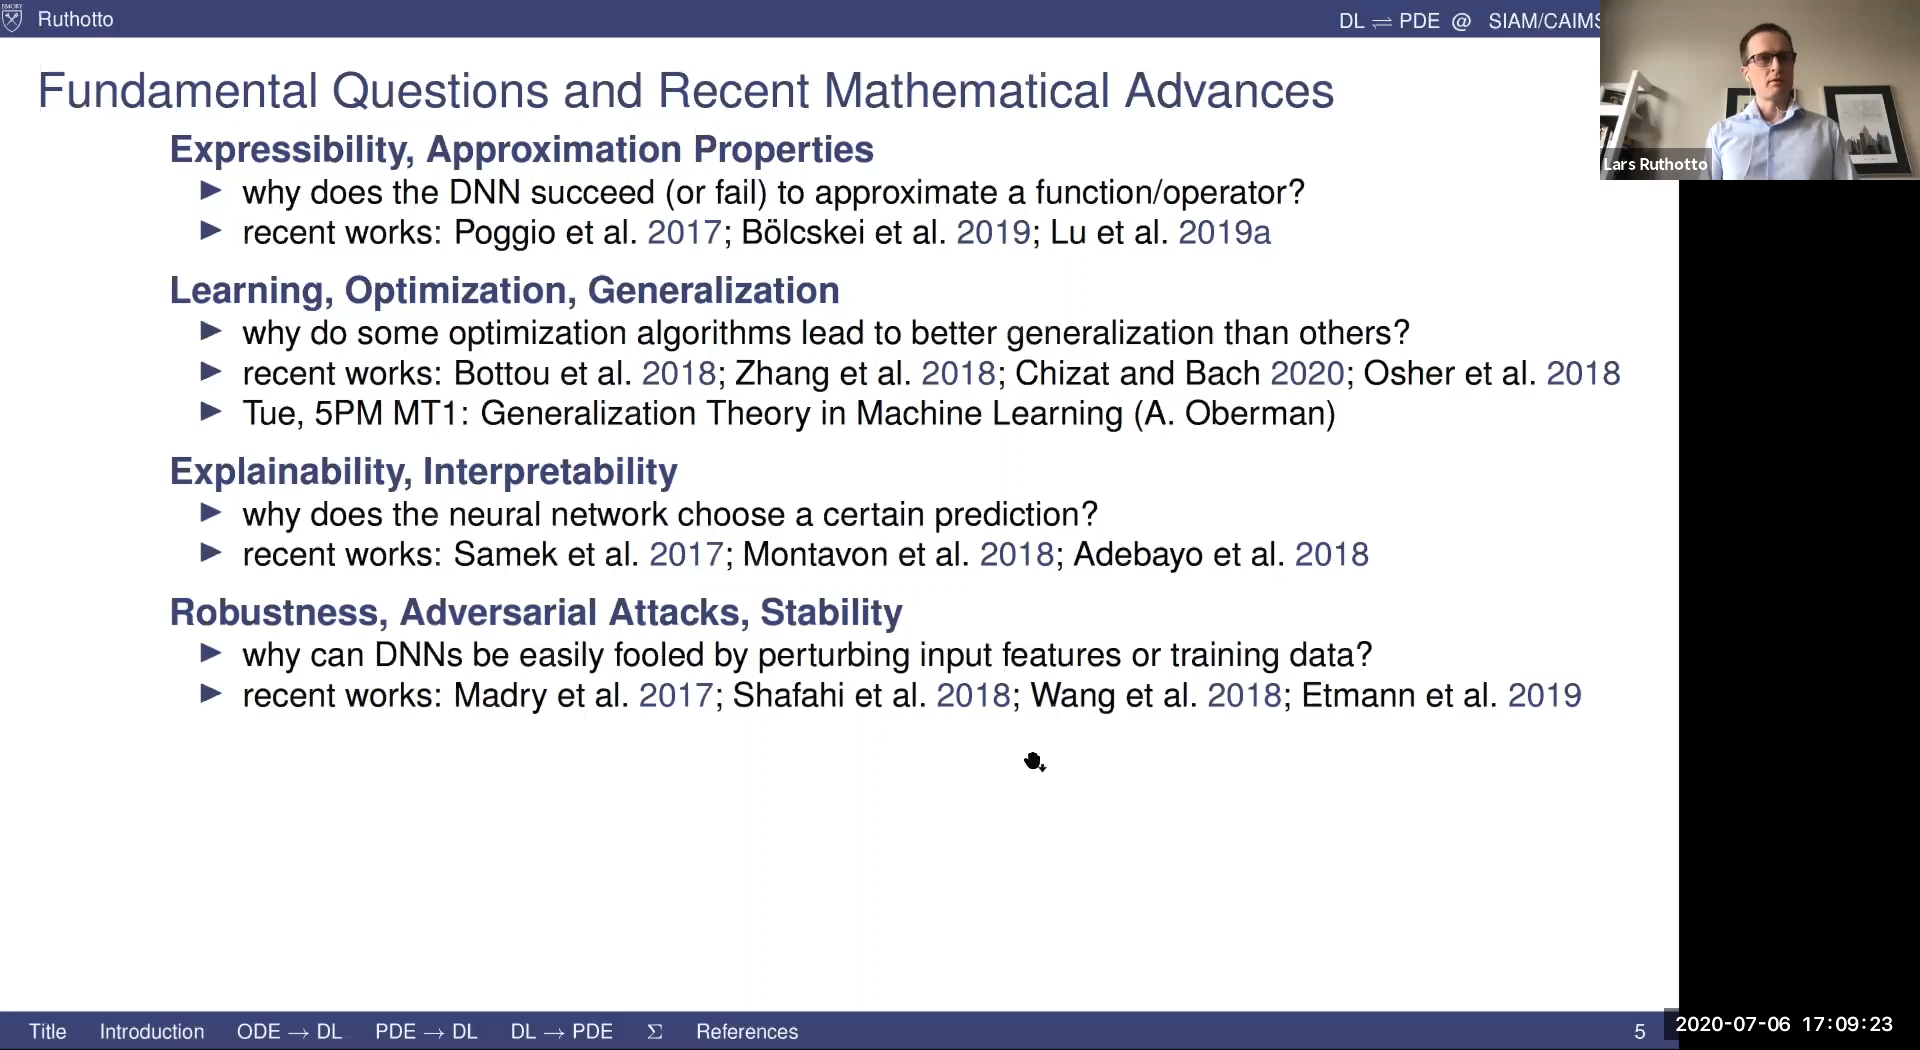 EMORY
Ruthotto
DL ⇌ PDE @ SIAM/CAIMS
Fundamental Questions and Recent Mathematical Advances
Lars Ruthotto
Expressibility, Approximation Properties
▶ why does the DNN succeed (or fail) to approximate a function/operator?
▶ recent works: Poggio et al. 2017; Bölcskei et al. 2019; Lu et al. 2019a
Learning, Optimization, Generalization
▶ why do some optimization algorithms lead to better generalization than others?
▶ recent works: Bottou et al. 2018; Zhang et al. 2018; Chizat and Bach 2020; Osher et al. 2018
▶ Tue, 5PM MT1: Generalization Theory in Machine Learning (A. Oberman)
Explainability, Interpretability
▶ why does the neural network choose a certain prediction?
▶ recent works: Samek et al. 2017; Montavon et al. 2018; Adebayo et al. 2018
Robustness, Adversarial Attacks, Stability
▶ why can DNNs be easily fooled by perturbing input features or training data?
▶ recent works: Madry et al. 2017; Shafahi et al. 2018; Wang et al. 2018; Etmann et al. 2019
Title Introduction ODE → DL PDE → DL DL → PDE Σ References 5
2020-07-06 17:09:23